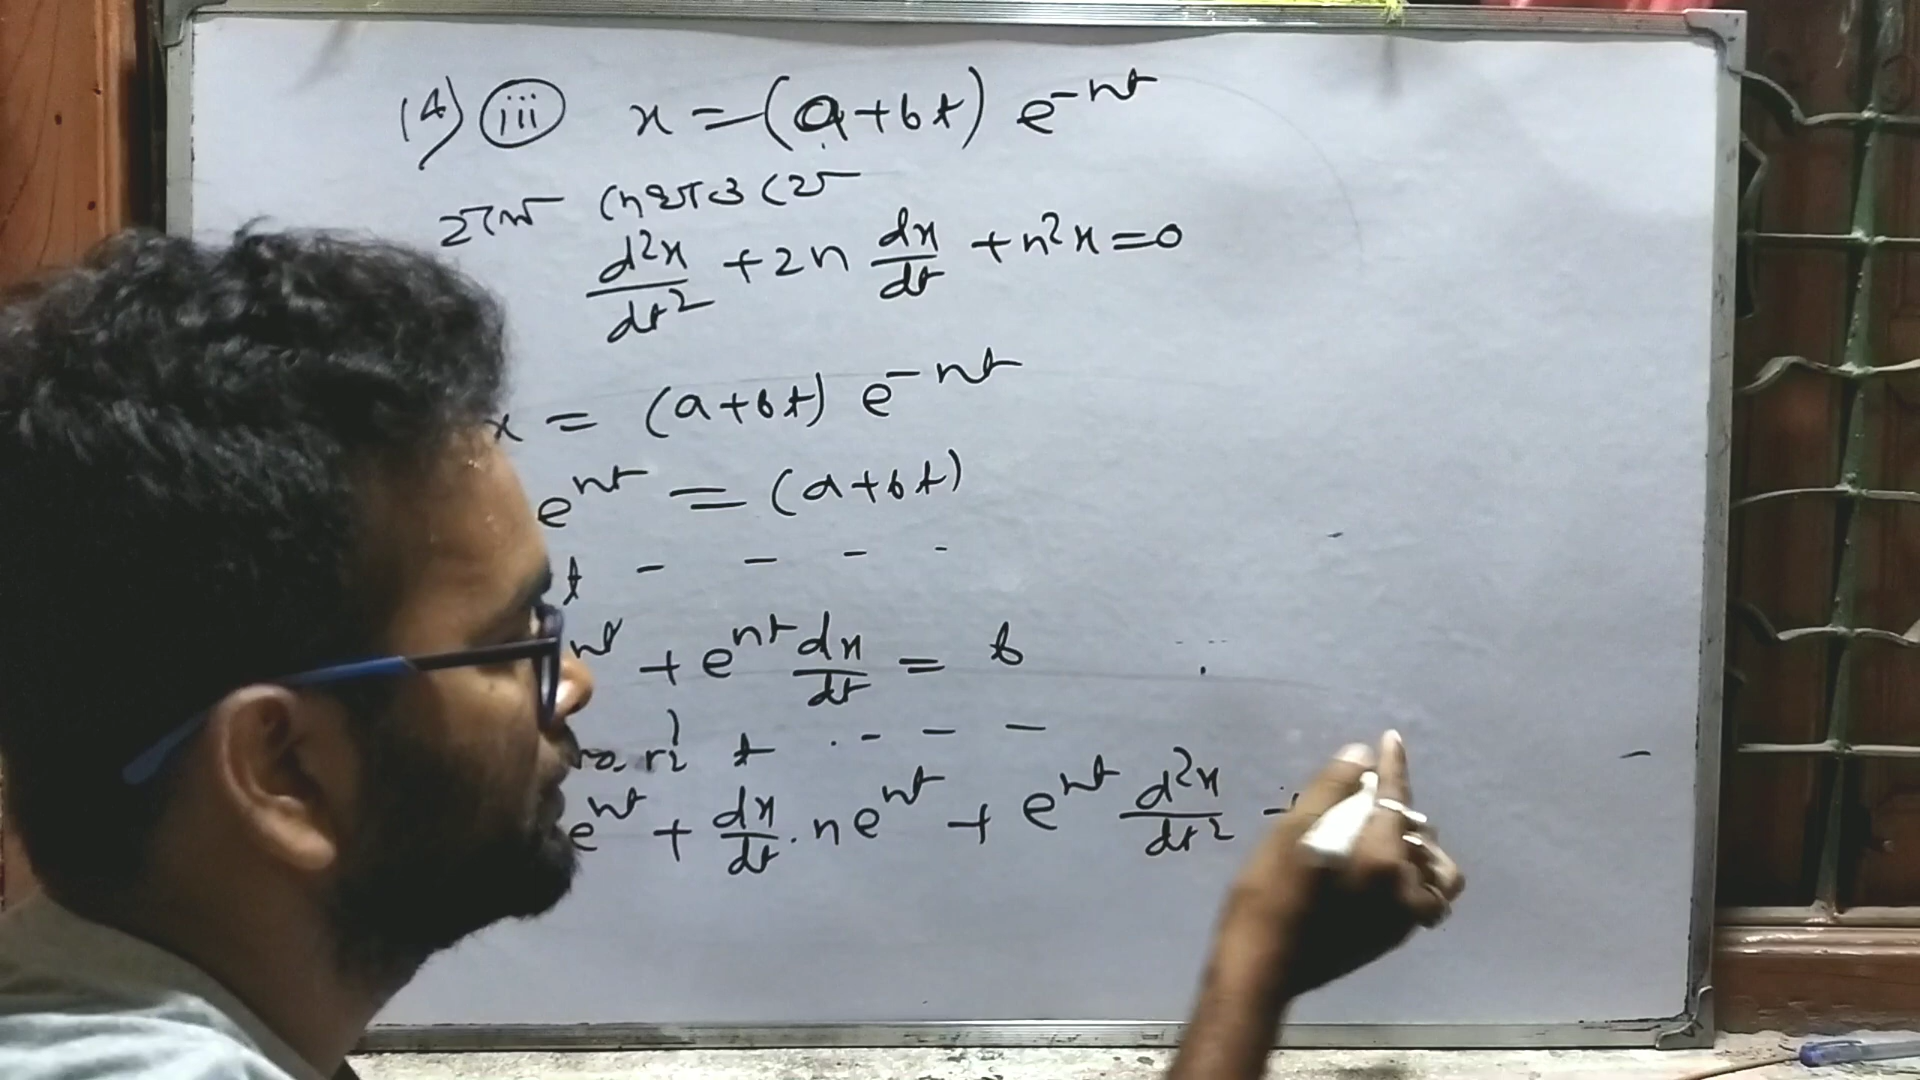 (4) (iii) x = (a+bt) e^{-nt}
হলে দেখাও যে
d²x/dt² + 2n dx/dt + n²x = 0
x = (a+bt) e^{-nt}
e^{nt} = (a+bt)
t - - - -
+ e^{nt} dx/dt = b
t - - - -
e^{nt} + dx/dt . ne^{nt} + e^{nt} d²x/dt²